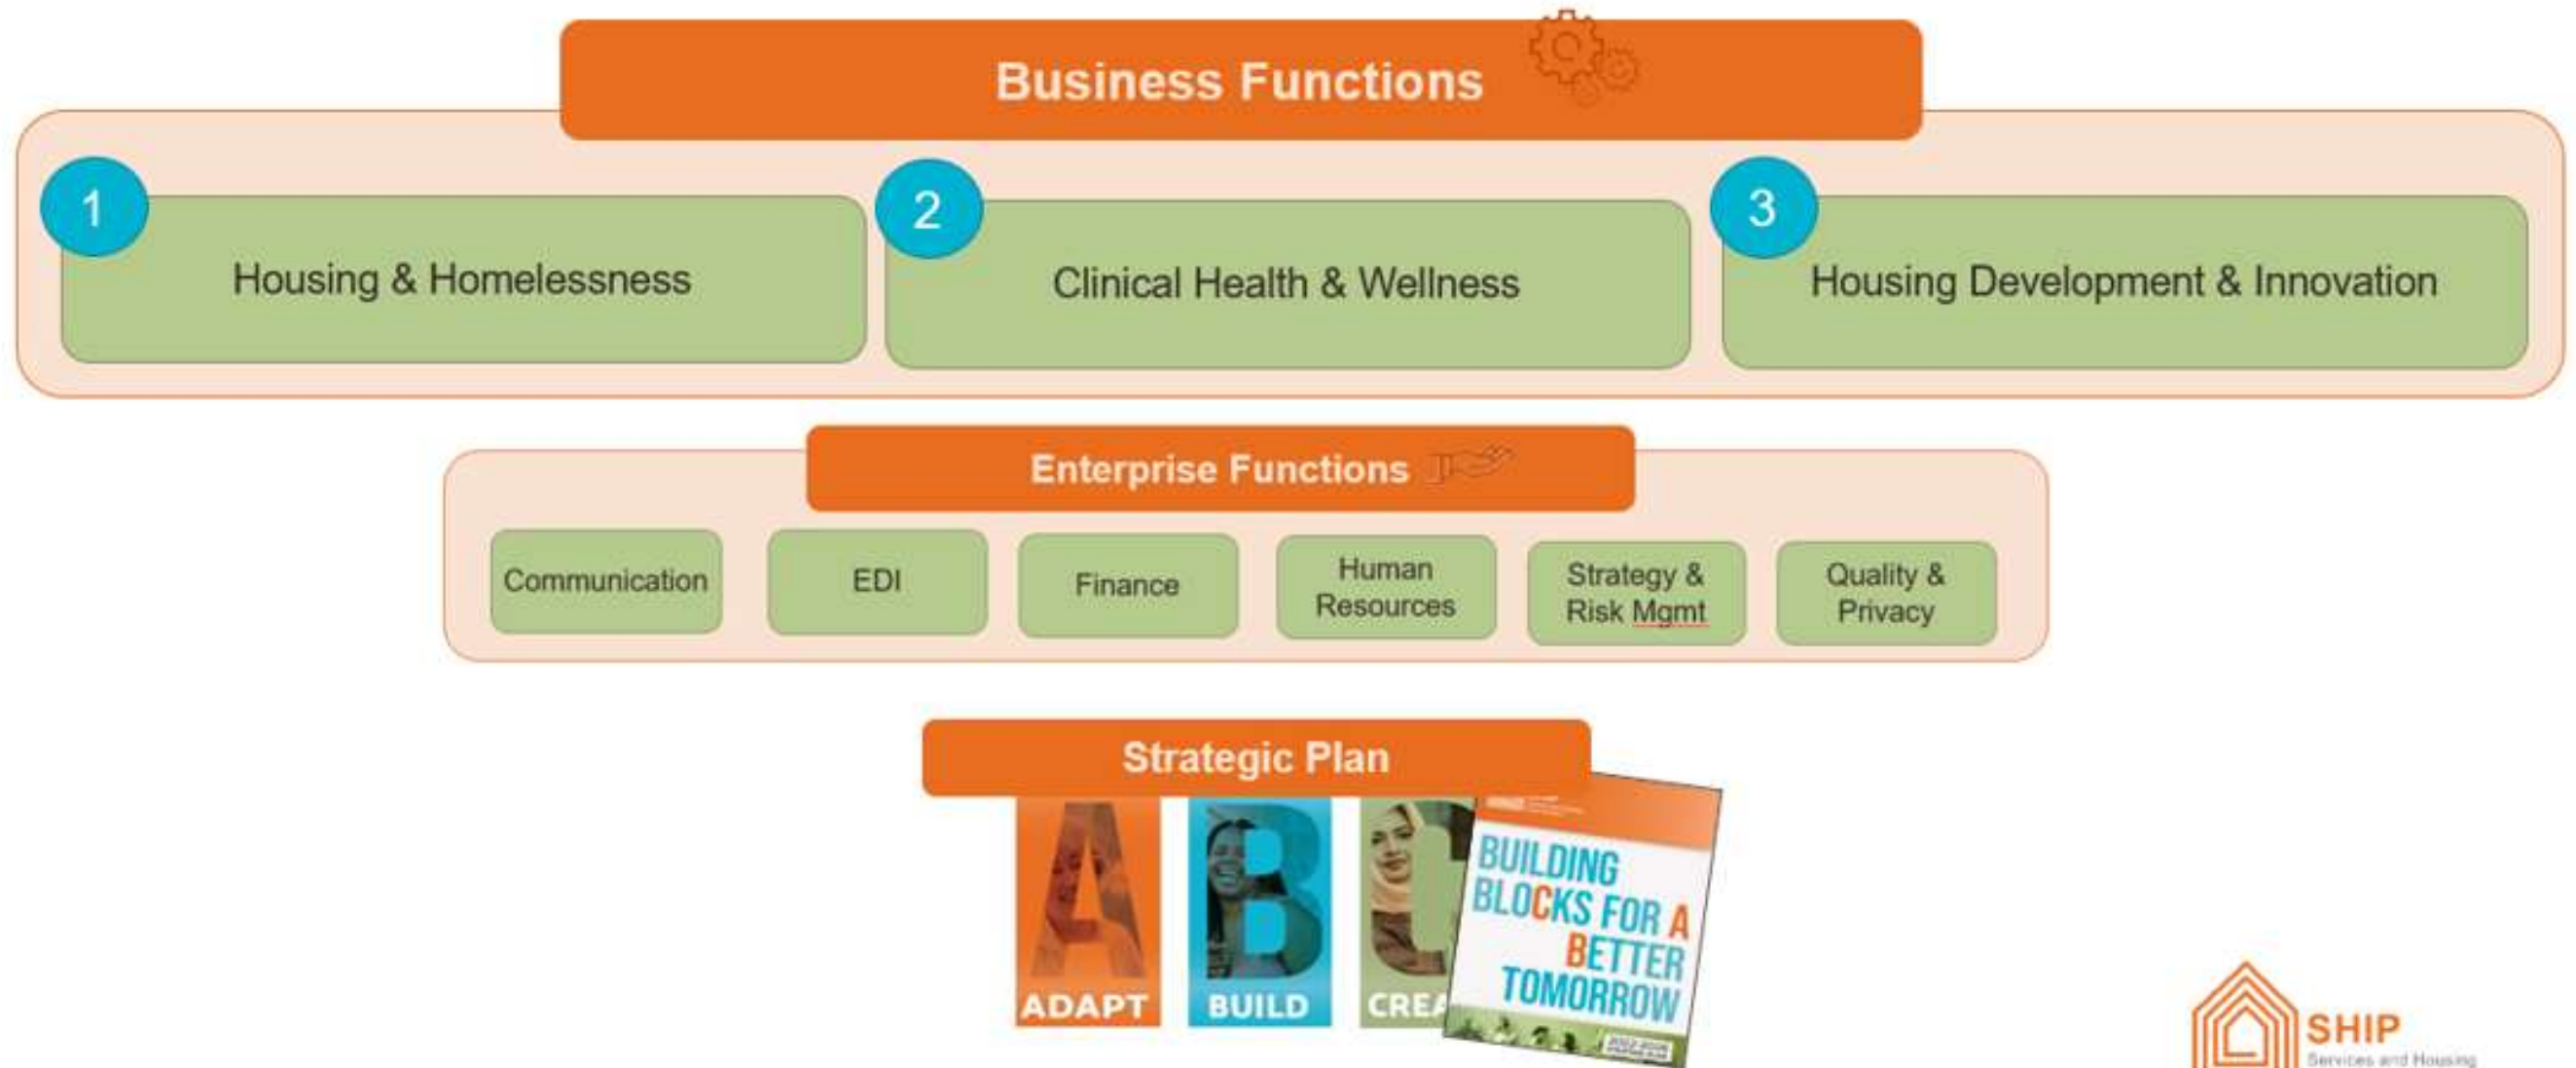 Business Functions
1
Housing & Homelessness
2
Clinical Health & Wellness
3
Housing Development & Innovation
Enterprise Functions
Communication
EDI
Finance
Human
Resources
Strategy &
Risk Mgmt
Quality &
Privacy
Strategic Plan
A
ADAPT
B
BUILD
C
CREA
BUILDING
BLOCKS FOR A
BETTER
TOMORROW
SHIP
Services and Housing